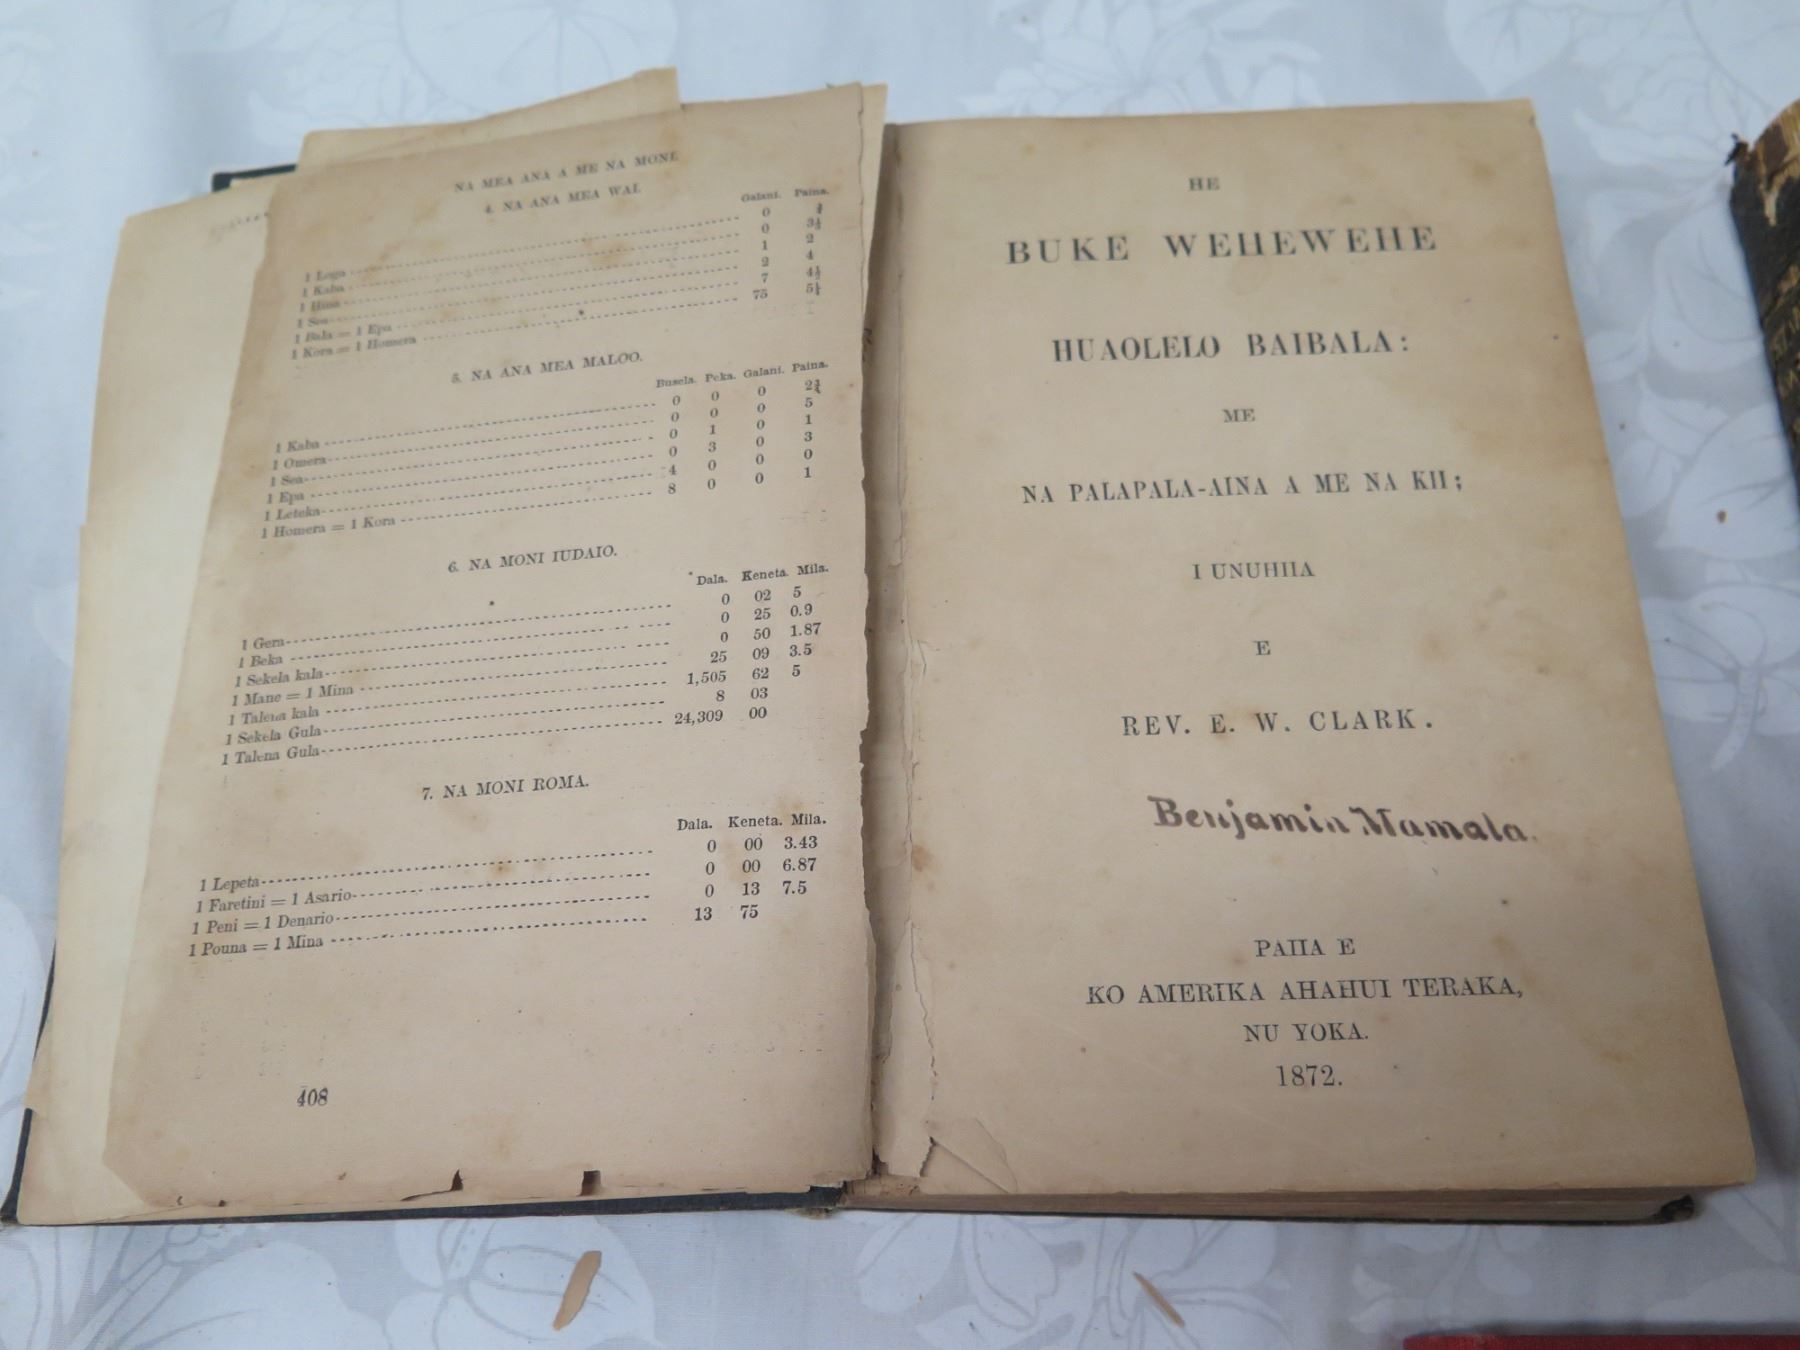 NA MEA ANA A ME NA MONI.
4. NA ANA MEA WAI.
Galani. Paina.
1 Loga 0 ¾
1 Kaba 0 3⅓
1 Hina 1 2
1 Sea 2 4
1 Bata = 1 Epa 7 4½
1 Kora = 1 Homera 75 5¼
5. NA ANA MEA MALOO.
Busela. Peka. Galani. Paina.
1 Kaba 0 0 0 2¾
1 Omera 0 0 0 5
1 Sea 0 1 0 1
1 Epa 0 3 0 3
1 Leteka 4 0 0 0
1 Homera = 1 Kora 8 0 0 1
6. NA MONI IUDAIO.
Dala. Keneta. Mila.
1 Gera 0 02 5
1 Beka 0 25 0.9
1 Sekela kala 0 50 1.87
1 Mane = 1 Mina 25 09 3.5
1 Talena kala 1,505 62 5
1 Sekela Gula 8 03
1 Talena Gula 24,309 00
7. NA MONI ROMA.
Dala. Keneta. Mila.
1 Lepeta 0 00 3.43
1 Faretini = 1 Asario 0 00 6.87
1 Peni = 1 Denario 0 13 7.5
1 Pouna = 1 Mina 13 75
408
HE
BUKE WEHEWEHE
HUAOLELO BAIBALA:
ME
NA PALAPALA-AINA A ME NA KII;
I UNUHIIA
E
REV. E. W. CLARK.
Benjamin Mamala.
PAIIA E
KO AMERIKA AHAHUI TERAKA,
NU YOKA.
1872.